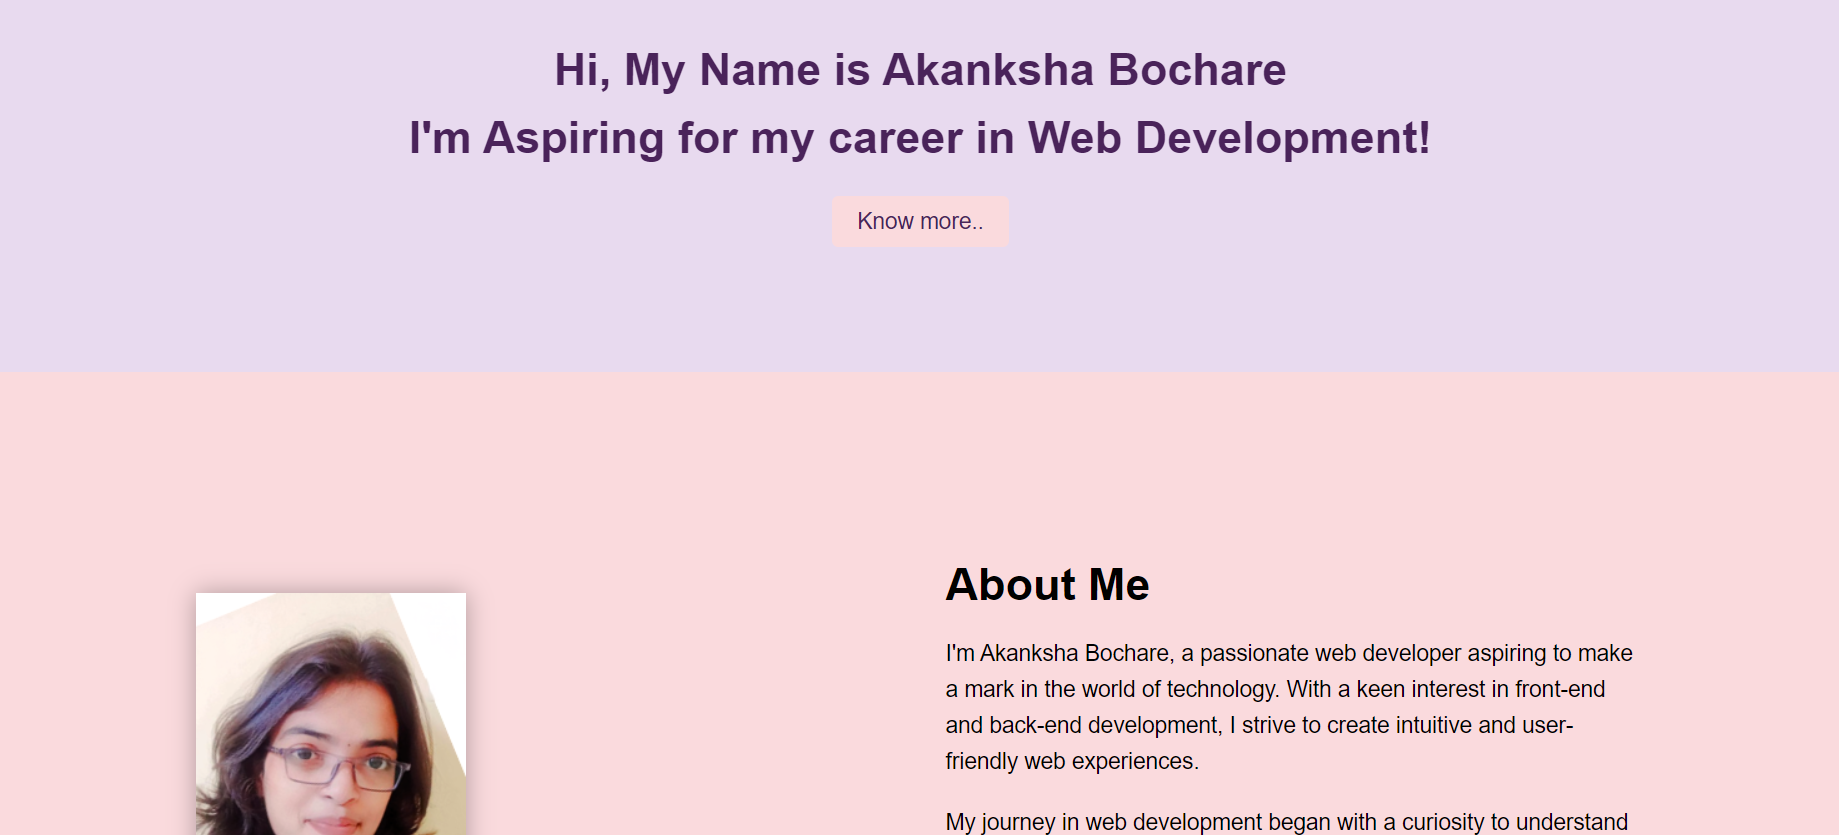 Hi, My Name is Akanksha Bochare
I'm Aspiring for my career in Web Development!
Know more..
About Me
I'm Akanksha Bochare, a passionate web developer aspiring to make
a mark in the world of technology. With a keen interest in front-end
and back-end development, I strive to create intuitive and user-
friendly web experiences.
My journey in web development began with a curiosity to understand